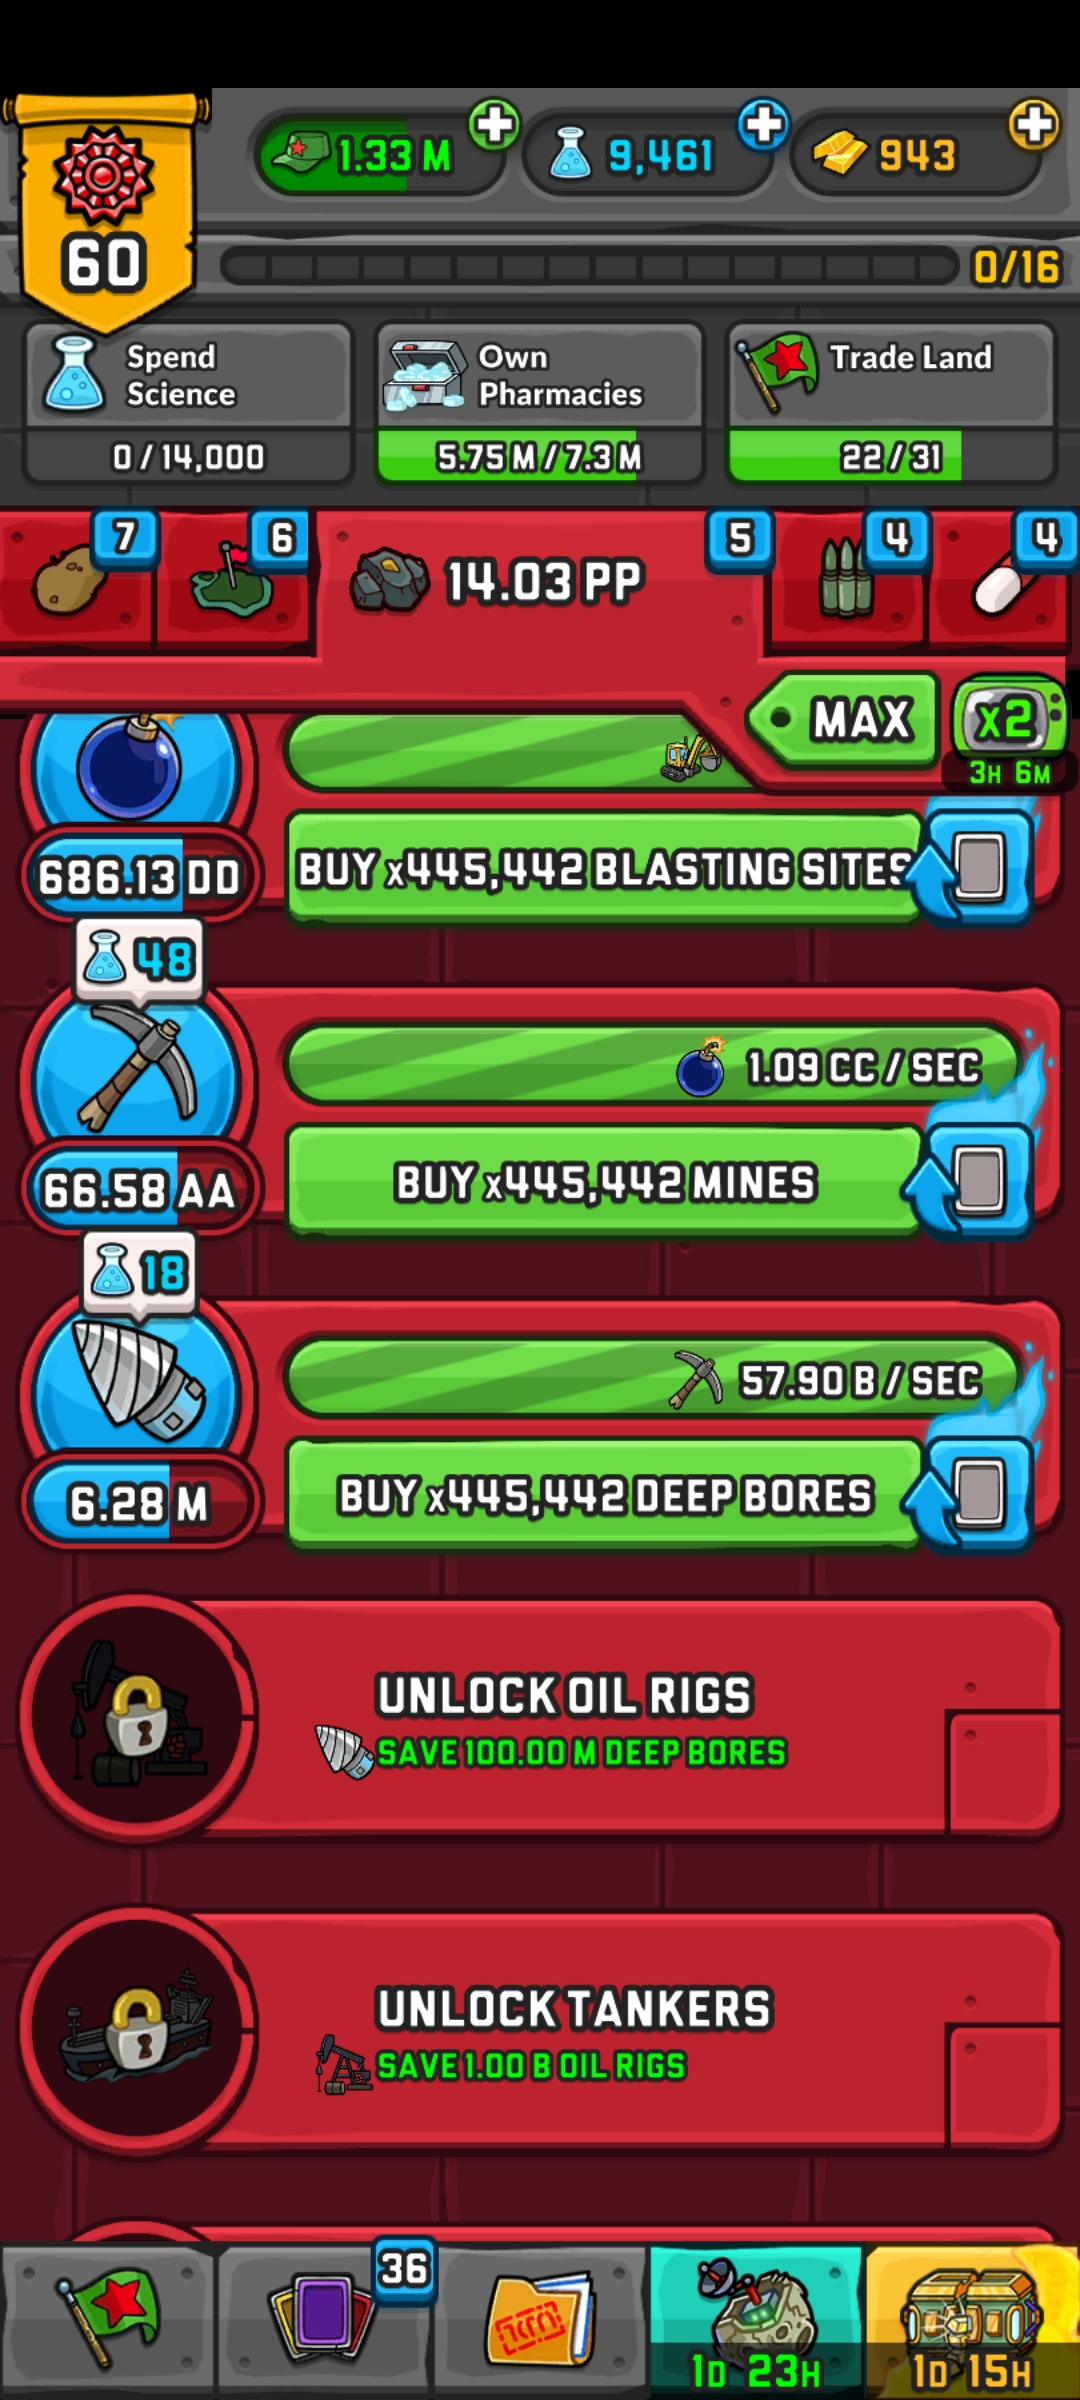 60
1.33 M
9,461
943
0/16
Spend
Science
0 / 14,000
Own
Pharmacies
5.75 M / 7.3 M
Trade Land
22 / 31
7
6
14.03 PP
5
4
4
MAX
x2
3H 6M
686.13 DD
BUY x445,442 BLASTING SITES
48
1.09 CC / SEC
66.58 AA
BUY x445,442 MINES
18
57.90 B / SEC
6.28 M
BUY x445,442 DEEP BORES
UNLOCK OIL RIGS
SAVE 100.00 M DEEP BORES
UNLOCK TANKERS
SAVE 1.00 B OIL RIGS
36
1D 23H
1D 15H